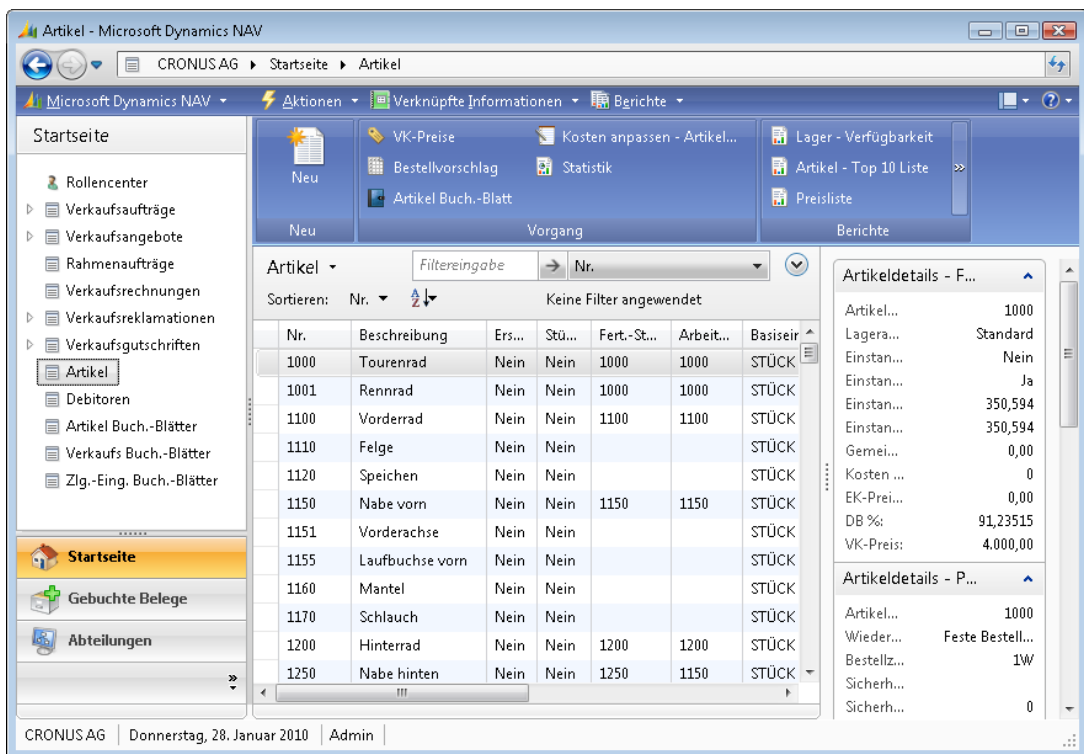 Artikel - Microsoft Dynamics NAV
CRONUS AG Startseite Artikel
Microsoft Dynamics NAV Aktionen Verknüpfte Informationen Berichte
Startseite
Rollencenter
Verkaufsaufträge
Verkaufsangebote
Rahmenaufträge
Verkaufsrechnungen
Verkaufsreklamationen
Verkaufsgutschriften
Artikel
Debitoren
Artikel Buch.-Blätter
Verkaufs Buch.-Blätter
Zlg.-Eing. Buch.-Blätter
Startseite
Gebuchte Belege
Abteilungen
Neu
Neu
VK-Preise
Bestellvorschlag
Artikel Buch.-Blatt
Kosten anpassen - Artikel...
Statistik
Vorgang
Lager - Verfügbarkeit
Artikel - Top 10 Liste
Preisliste
Berichte
Artikel Filtereingabe Nr.
Sortieren: Nr. Keine Filter angewendet
Nr. Beschreibung Ers... Stü... Fert.-St... Arbeit... Basiseir
1000 Tourenrad Nein Nein 1000 1000 STÜCK
1001 Rennrad Nein Nein 1000 1000 STÜCK
1100 Vorderrad Nein Nein 1100 1100 STÜCK
1110 Felge Nein Nein STÜCK
1120 Speichen Nein Nein STÜCK
1150 Nabe vorn Nein Nein 1150 1150 STÜCK
1151 Vorderachse Nein Nein STÜCK
1155 Laufbuchse vorn Nein Nein STÜCK
1160 Mantel Nein Nein STÜCK
1170 Schlauch Nein Nein STÜCK
1200 Hinterrad Nein Nein 1200 1200 STÜCK
1250 Nabe hinten Nein Nein 1250 1150 STÜCK
Artikeldetails - F...
Artikel... 1000
Lagera... Standard
Einstan... Nein
Einstan... Ja
Einstan... 350,594
Einstan... 350,594
Gemei... 0,00
Kosten ... 0
EK-Prei... 0,00
DB %: 91,23515
VK-Preis: 4.000,00
Artikeldetails - P...
Artikel... 1000
Wieder... Feste Bestell...
Bestellz... 1W
Sicherh...
Sicherh... 0
CRONUS AG Donnerstag, 28. Januar 2010 Admin